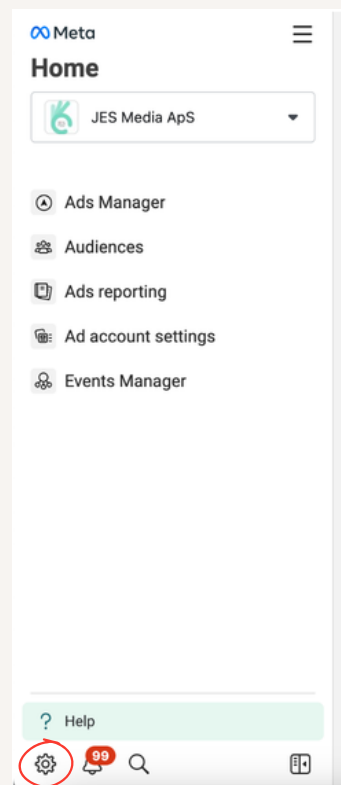 Meta
Home
JES Media ApS
Ads Manager
Audiences
Ads reporting
Ad account settings
Events Manager
? Help
99